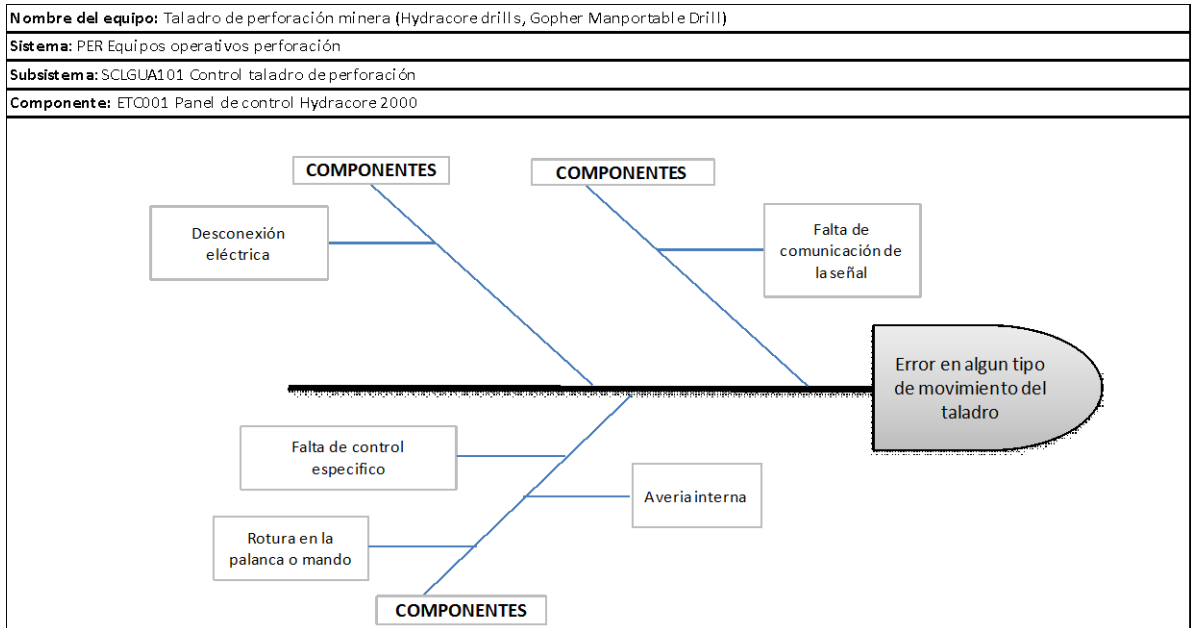 Nombre del equipo: Taladro de perforación minera (Hydracore drills, Gopher Manportable Drill)
Sistema: PER Equipos operativos perforación
Subsistema: SCLGUA101 Control taladro de perforación
Componente: ETC001 Panel de control Hydracore 2000
COMPONENTES
COMPONENTES
Desconexión
eléctrica
Falta de
comunicación de
la señal
Error en algun tipo
de movimiento del
taladro
Falta de control
especifico
Averia interna
Rotura en la
palanca o mando
COMPONENTES